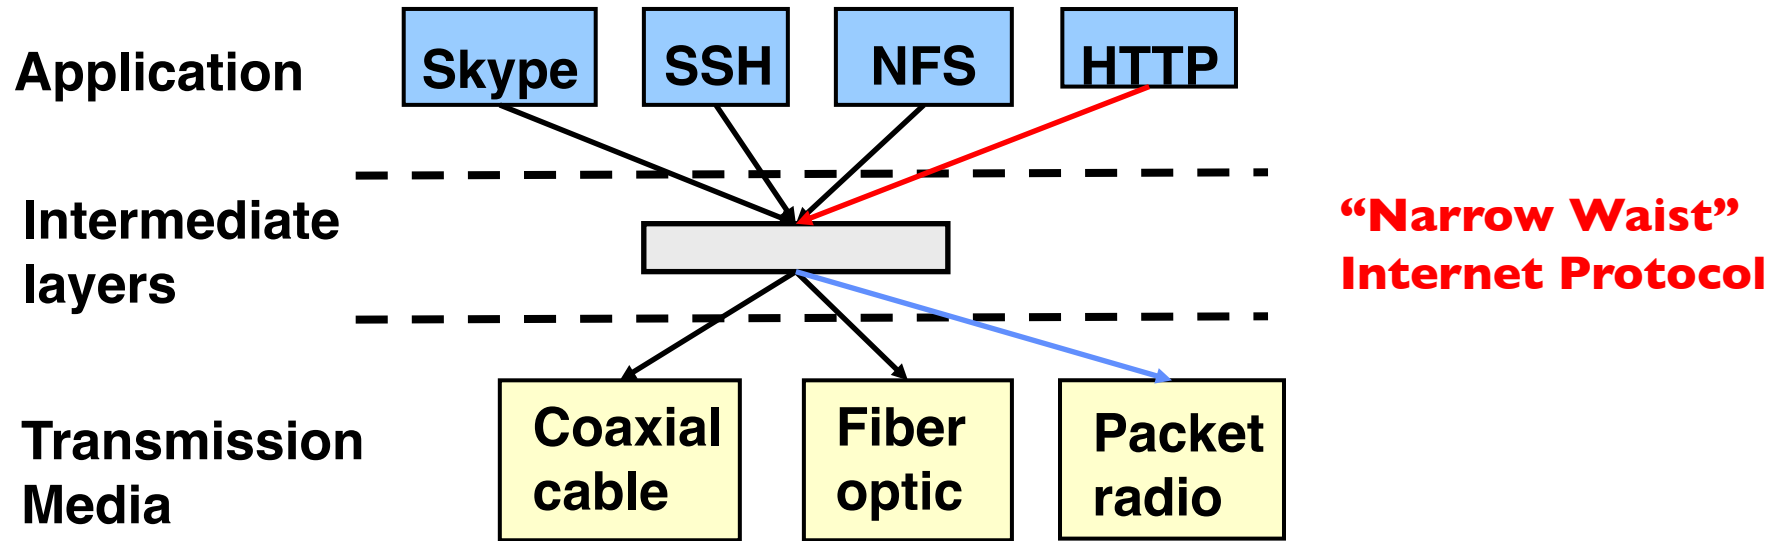 Application
Skype
SSH
NFS
HTTP
Intermediate
layers
“Narrow Waist”
Internet Protocol
Transmission
Media
Coaxial
cable
Fiber
optic
Packet
radio